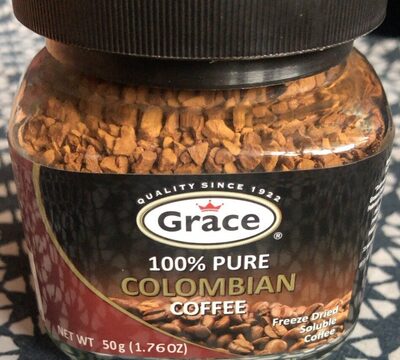 QUALITY SINCE 1922
Grace®
100% PURE
COLOMBIAN
COFFEE
Freeze Dried
Soluble
Coffee
NET WT 50g (1.76OZ)